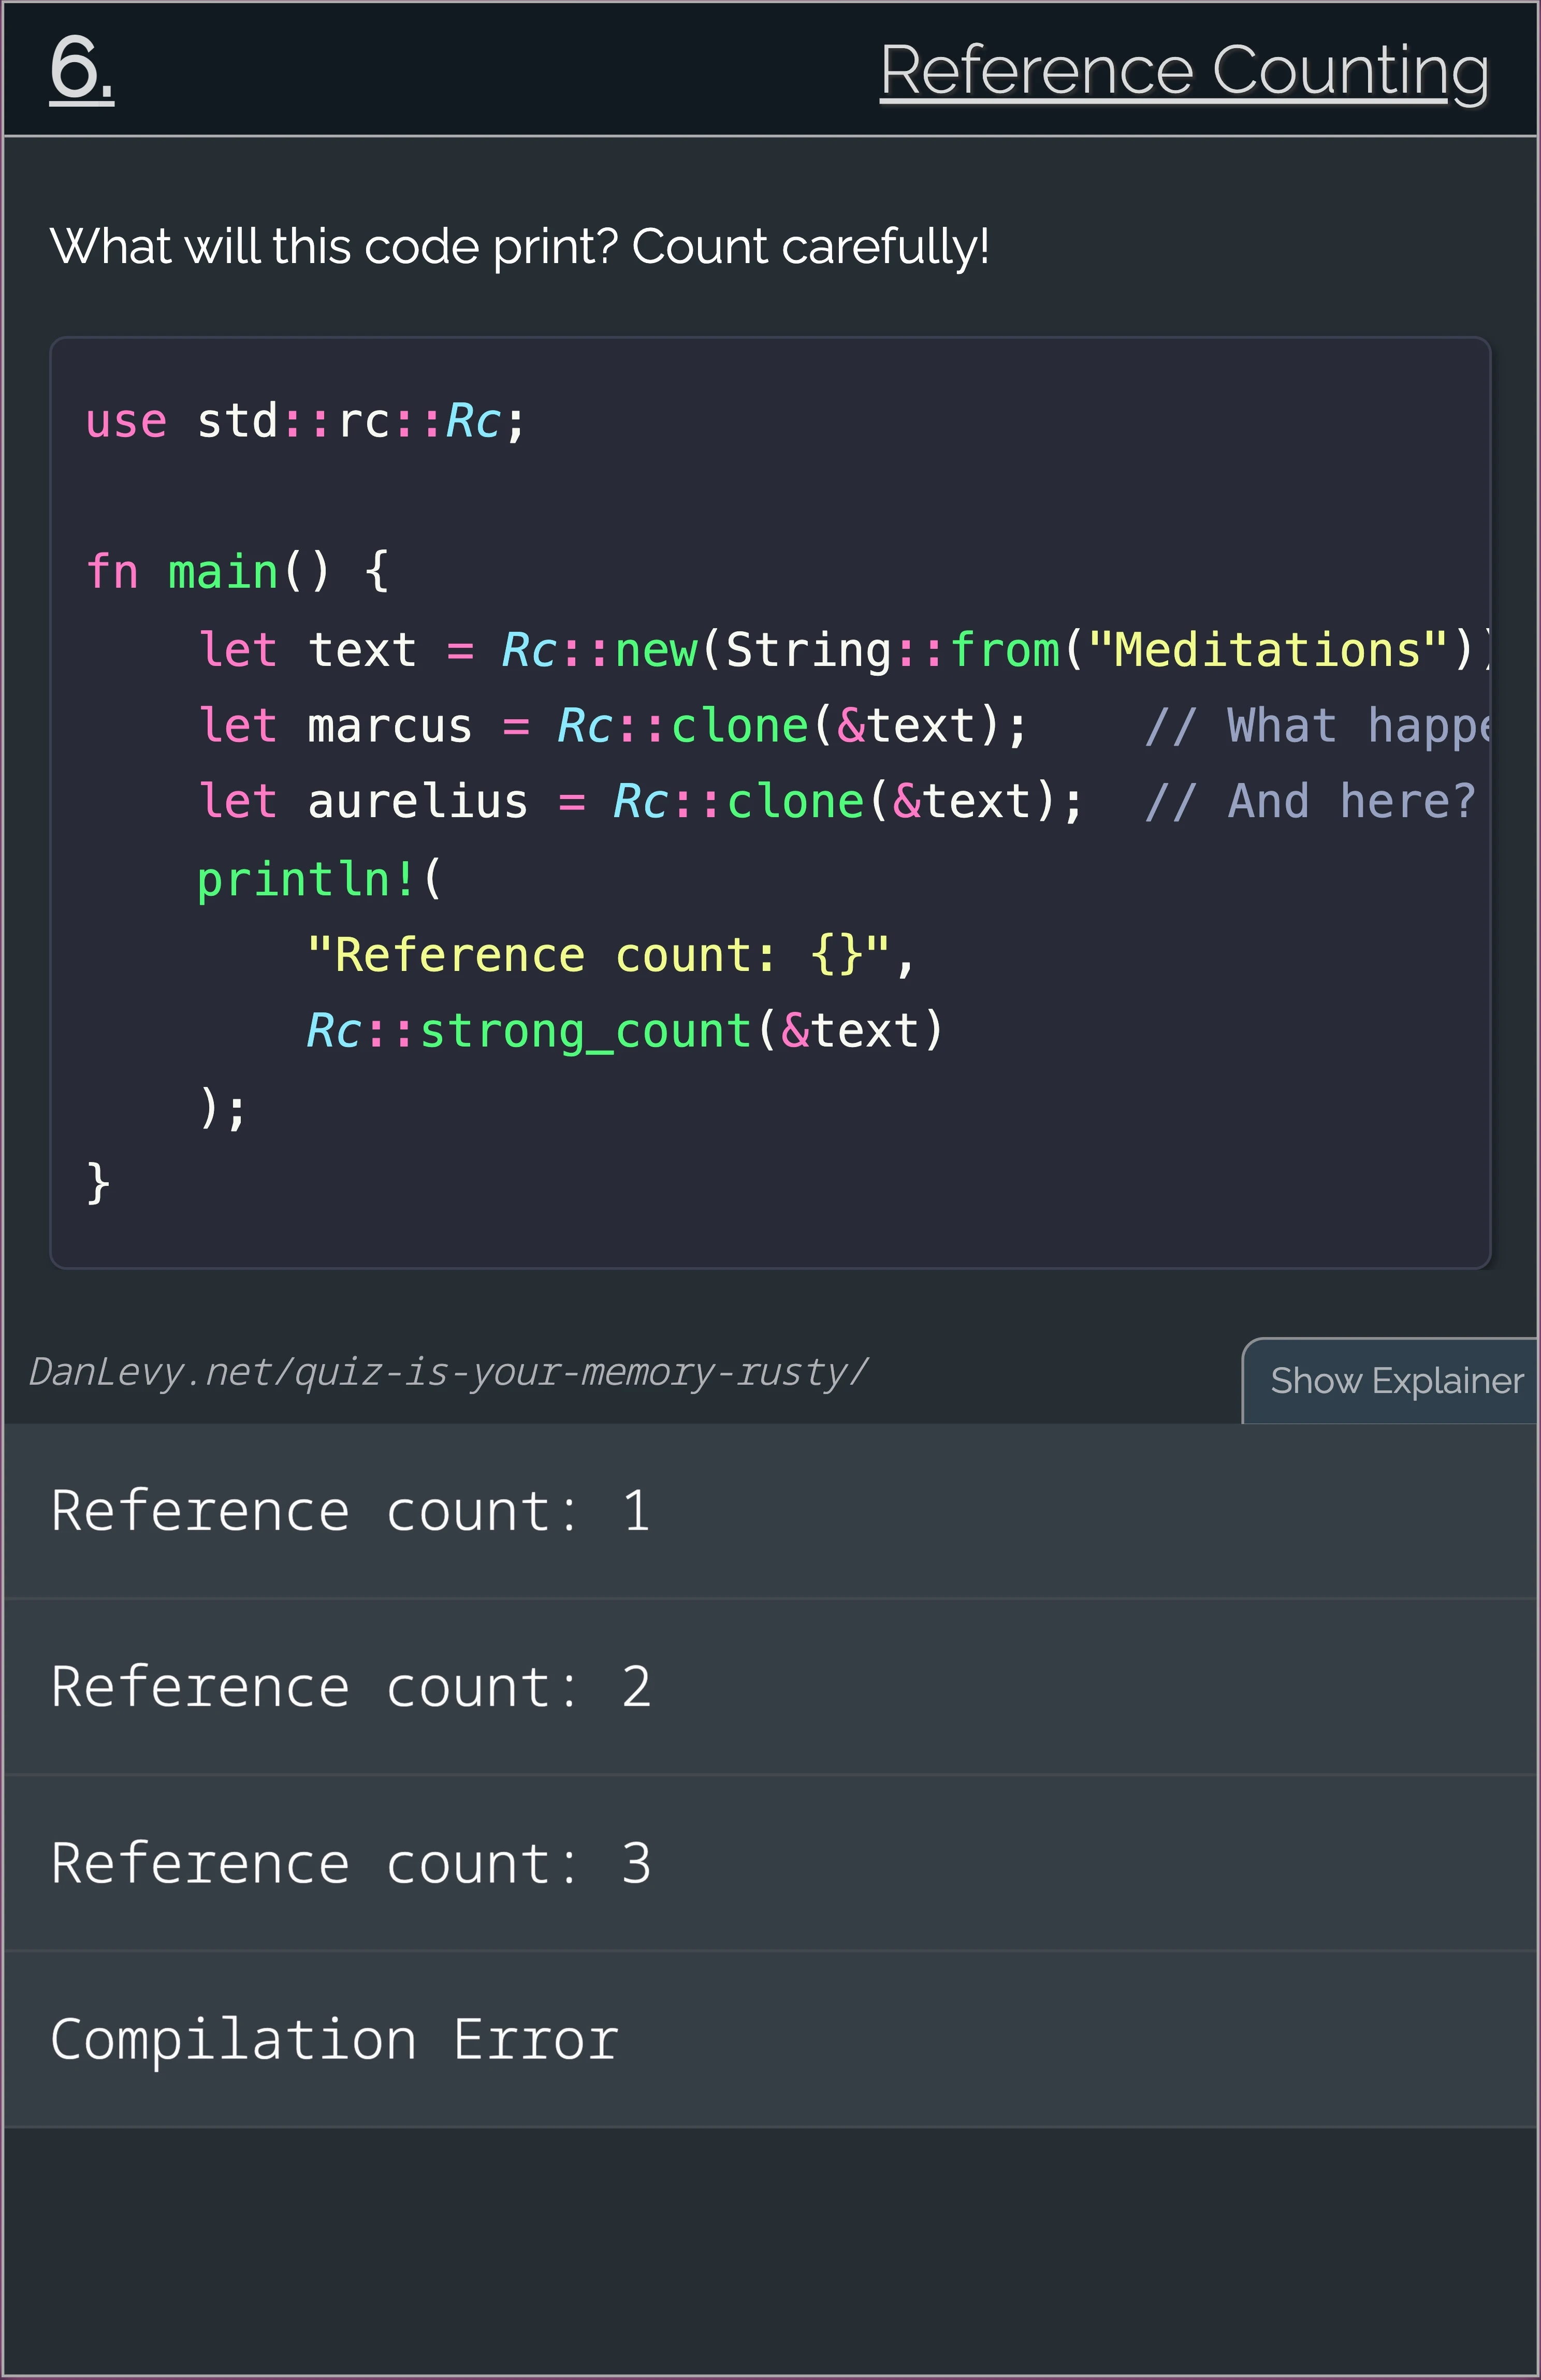 6.
Reference Counting
What will this code print? Count carefully!
use std::rc::Rc;
fn main() {
    let text = Rc::new(String::from("Meditations"))
    let marcus = Rc::clone(&text);    // What happe
    let aurelius = Rc::clone(&text);  // And here?
    println!(
        "Reference count: {}",
        Rc::strong_count(&text)
    );
}
DanLevy.net/quiz-is-your-memory-rusty/
Show Explainer
Reference count: 1
Reference count: 2
Reference count: 3
Compilation Error